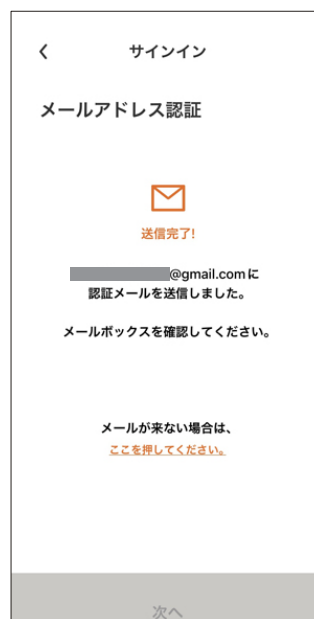 サインイン
メールアドレス認証
送信完了!
@gmail.comに
認証メールを送信しました。
メールボックスを確認してください。
メールが来ない場合は、
ここを押してください。
次へ